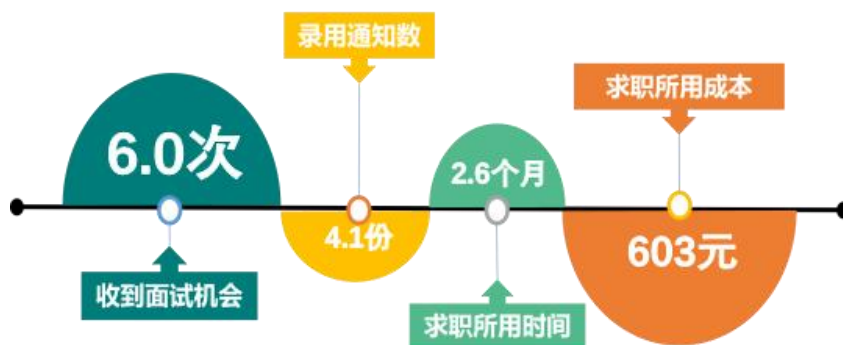 录用通知数
求职所用成本
6.0次
2.6个月
4.1份
603元
收到面试机会
求职所用时间